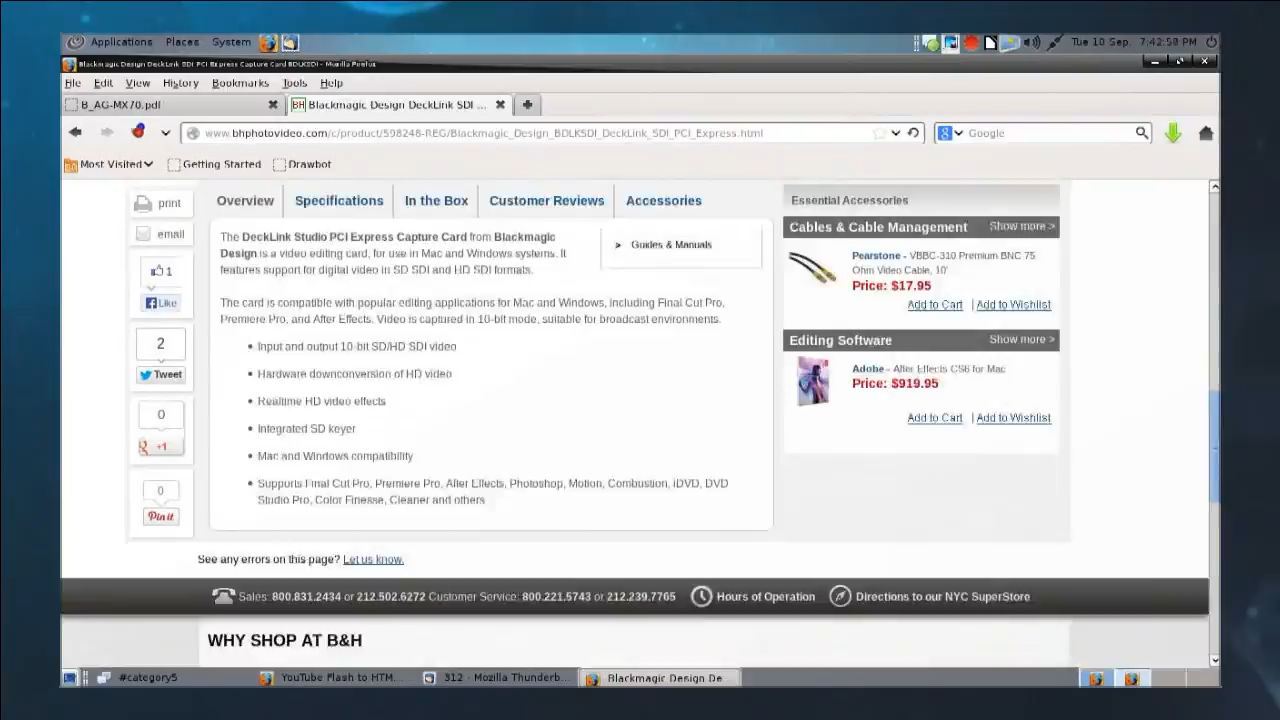 Applications Places System
Tue 10 Sep, 7:42:50 PM
Blackmagic Design DeckLink SDI PCI Express Capture Card BDLKSDI - Mozilla Firefox
File Edit View History Bookmarks Tools Help
B_AG-MX70.pdf
BH Blackmagic Design DeckLink SDI ...
www.bhphotovideo.com/c/product/598248-REG/Blackmagic_Design_BDLKSDI_DeckLink_SDI_PCI_Express.html
Google
Most Visited Getting Started Drawbot
print
email
1
Like
2
Tweet
0
+1
0
Pin it
Overview Specifications In the Box Customer Reviews Accessories
The DeckLink Studio PCI Express Capture Card from Blackmagic
Design is a video editing card, for use in Mac and Windows systems. It
features support for digital video in SD SDI and HD SDI formats.
Guides & Manuals
The card is compatible with popular editing applications for Mac and Windows, including Final Cut Pro,
Premiere Pro, and After Effects. Video is captured in 10-bit mode, suitable for broadcast environments.
• Input and output 10-bit SD/HD SDI video
• Hardware downconversion of HD video
• Realtime HD video effects
• Integrated SD keyer
• Mac and Windows compatibility
• Supports Final Cut Pro, Premiere Pro, After Effects, Photoshop, Motion, Combustion, iDVD, DVD
Studio Pro, Color Finesse, Cleaner and others
Essential Accessories
Cables & Cable Management Show more >
Pearstone - VBBC-310 Premium BNC 75
Ohm Video Cable, 10'
Price: $17.95
Add to Cart | Add to Wishlist
Editing Software Show more >
Adobe - After Effects CS6 for Mac
Price: $919.95
Add to Cart | Add to Wishlist
See any errors on this page? Let us know.
Sales: 800.831.2434 or 212.502.6272 Customer Service: 800.221.5743 or 212.239.7765 Hours of Operation Directions to our NYC SuperStore
WHY SHOP AT B&H
#category5 YouTube Flash to HTM... 312 - Mozilla Thunderb... Blackmagic Design De...